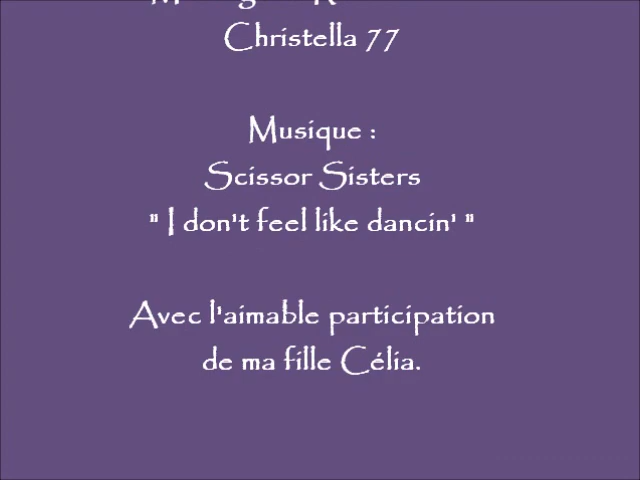 Christella 77
Musique :
Scissor Sisters
" I don't feel like dancin' "
Avec l'aimable participation
de ma fille Célia.